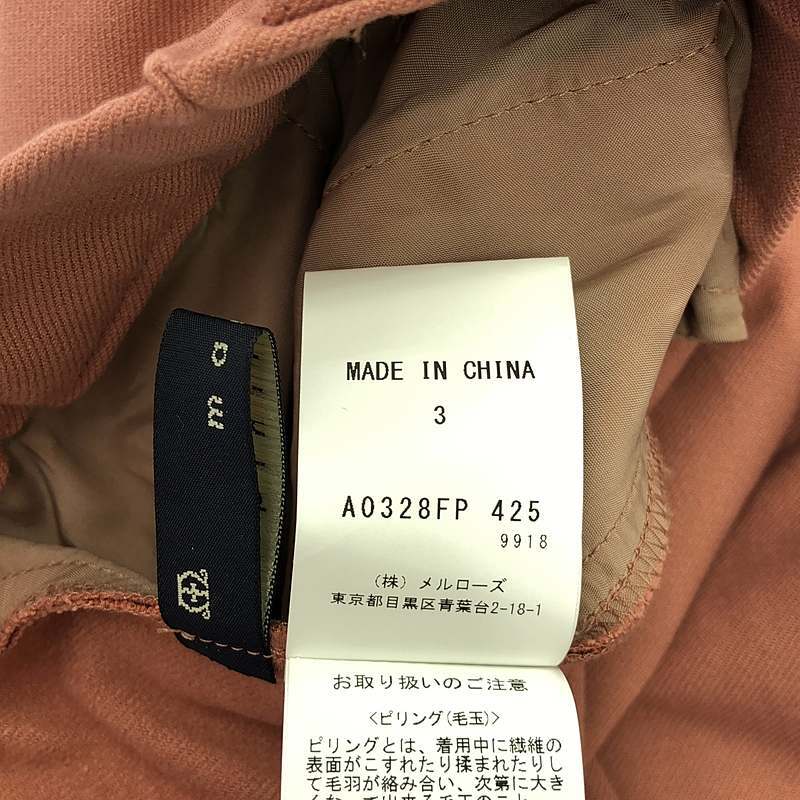 m a
MADE IN CHINA
3
A0328FP 425
9918
(株) メルローズ
東京都目黒区青葉台2-18-1
お取り扱いのご注意
<ピリング(毛玉)>
ピリングとは、着用中に繊維の
表面がこすれたり揉まれたりし
て毛羽が絡み合い、次第に大き